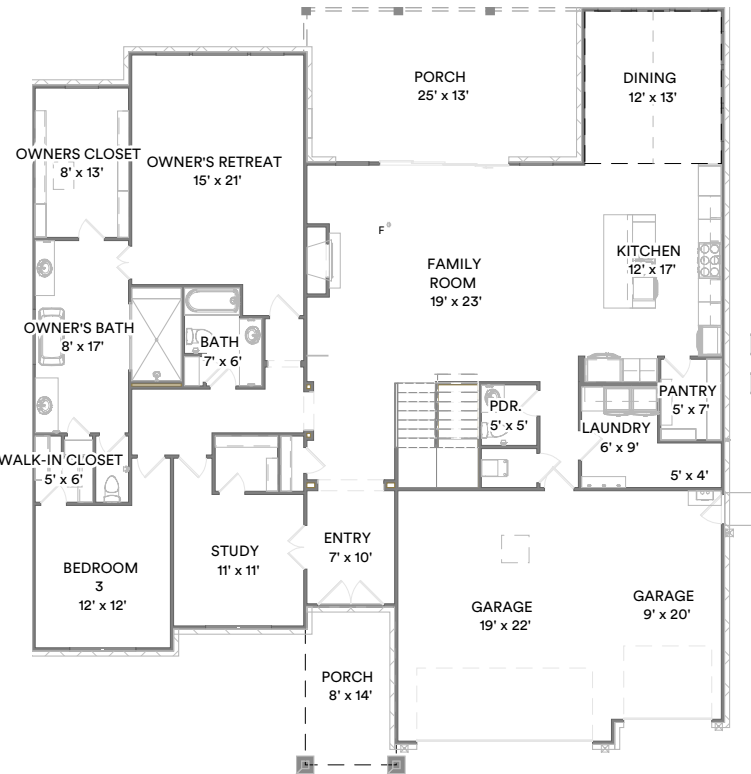 PORCH
25' x 13'
DINING
12' x 13'
OWNERS CLOSET
8' x 13'
OWNER'S RETREAT
15' x 21'
F
FAMILY
ROOM
19' x 23'
KITCHEN
12' x 17'
OWNER'S BATH
8' x 17'
BATH
7' x 6'
PANTRY
5' x 7'
PDR.
5' x 5'
LAUNDRY
6' x 9'
WALK-IN CLOSET
5' x 6'
5' x 4'
ENTRY
7' x 10'
STUDY
11' x 11'
BEDROOM
3
12' x 12'
GARAGE
19' x 22'
GARAGE
9' x 20'
PORCH
8' x 14'